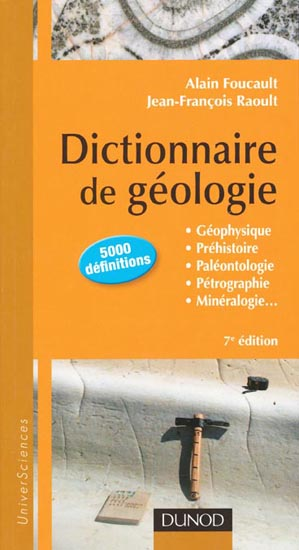 Alain Foucault
Jean-François Raoult
Dictionnaire
de géologie
5000
définitions
• Géophysique
• Préhistoire
• Paléontologie
• Pétrographie
• Minéralogie...
7e édition
UniverSciences
DUNOD